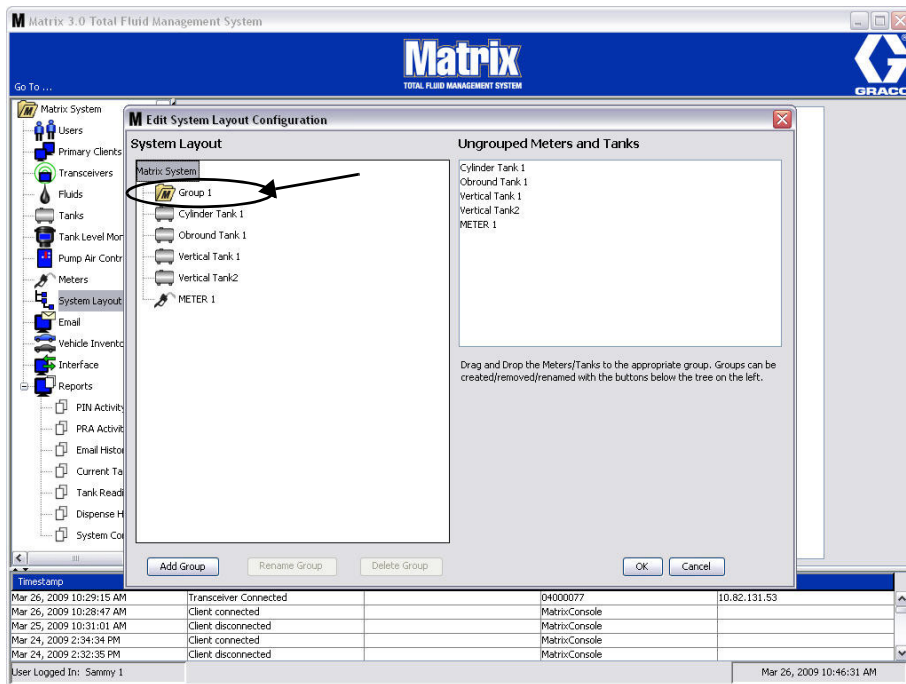 Matrix 3.0 Total Fluid Management System
Matrix
TOTAL FLUID MANAGEMENT SYSTEM
Go To ...
GRACO
Matrix System
Users
Primary Clients
Transceivers
Fluids
Tanks
Tank Level Mon
Pump Air Contr
Meters
System Layout
Email
Vehicle Invento
Interface
Reports
PIN Activity
PRA Activit
Email Histor
Current Ta
Tank Readi
Dispense H
System Con
M Edit System Layout Configuration
System Layout
Matrix System
Group 1
Cylinder Tank 1
Obround Tank 1
Vertical Tank 1
Vertical Tank2
METER 1
Ungrouped Meters and Tanks
Cylinder Tank 1
Obround Tank 1
Vertical Tank 1
Vertical Tank2
METER 1
Drag and Drop the Meters/Tanks to the appropriate group. Groups can be
created/removed/renamed with the buttons below the tree on the left.
Add Group Rename Group Delete Group OK Cancel
Timestamp
Mar 26, 2009 10:29:15 AM Transceiver Connected 04000077 10.82.131.53
Mar 26, 2009 10:28:47 AM Client connected MatrixConsole
Mar 25, 2009 10:31:01 AM Client disconnected MatrixConsole
Mar 24, 2009 2:34:34 PM Client connected MatrixConsole
Mar 24, 2009 2:32:35 PM Client disconnected MatrixConsole
User Logged In: Sammy 1 Mar 26, 2009 10:46:31 AM